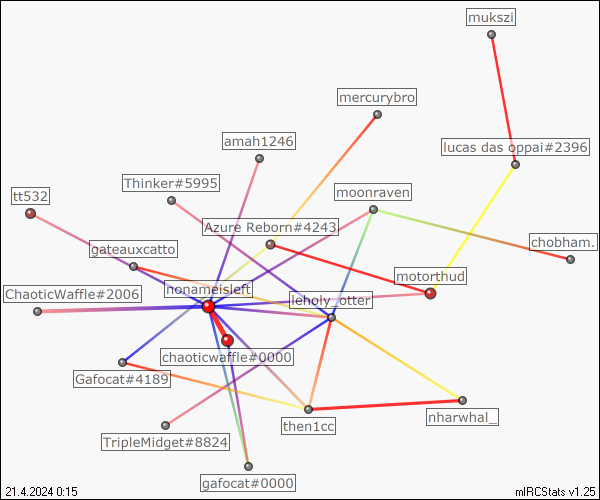 mukszi
mercurybro
amah1246
lucas das oppai#2396
Thinker#5995
moonraven
tt532
Azure Reborn#4243
chobham.
gateauxcatto
motorthud
nonameisleft
ChaoticWaffle#2006
leholy_otter
chaoticwaffle#0000
Gafocat#4189
nharwhal_
then1cc
TripleMidget#8824
gafocat#0000
21.4.2024 0:15
mIRCStats v1.25